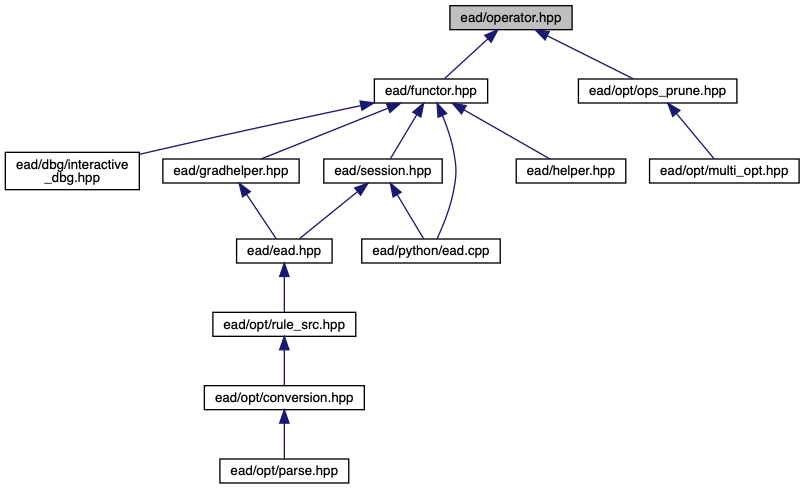 ead/operator.hpp
ead/functor.hpp
ead/opt/ops_prune.hpp
ead/dbg/interactive
_dbg.hpp
ead/gradhelper.hpp
ead/session.hpp
ead/helper.hpp
ead/opt/multi_opt.hpp
ead/ead.hpp
ead/python/ead.cpp
ead/opt/rule_src.hpp
ead/opt/conversion.hpp
ead/opt/parse.hpp